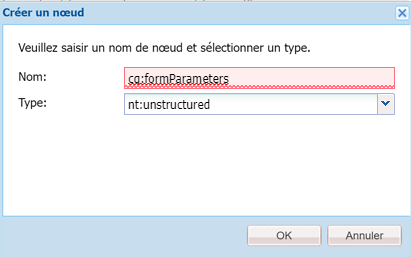 Créer un nœud
Veuillez saisir un nom de nœud et sélectionner un type.
Nom: cq:formParameters
Type: nt:unstructured
OK Annuler